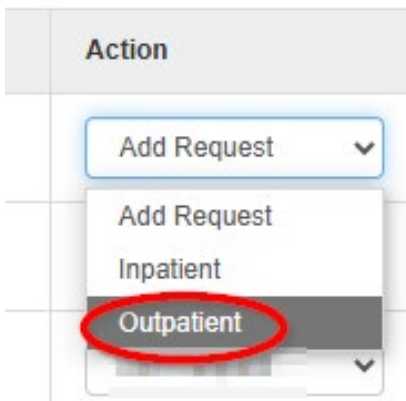 Action
Add Request
Add Request
Inpatient
Outpatient